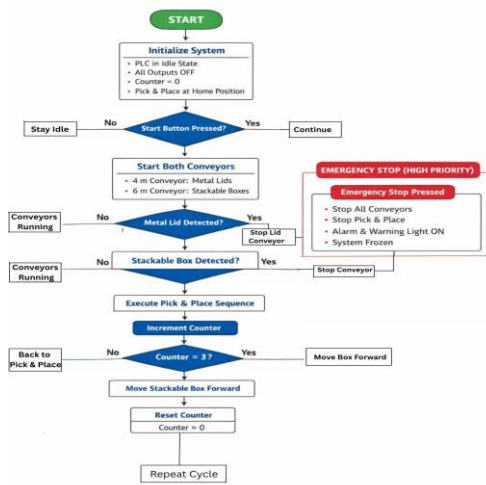 START
Initialize System
• PLC in Idle State
• All Outputs OFF
• Counter = 0
• Pick & Place at Home Position
No
Yes
Stay Idle
Start Button Pressed?
Continue
Start Both Conveyors
• 4 m Conveyor: Metal Lids
• 6 m Conveyor: Stackable Boxes
EMERGENCY STOP (HIGH PRIORITY)
Emergency Stop Pressed
• Stop All Conveyors
• Stop Pick & Place
• Alarm & Warning Light ON
• System Frozen
Conveyors
Running
No
Metal Lid Detected?
Yes
Stop Lid
Conveyor
Conveyors
Running
No
Stackable Box Detected?
Yes
Stop Conveyor
Execute Pick & Place Sequence
Increment Counter
Back to
Pick & Place
No
Counter = 3 ?
Yes
Move Box Forward
Move Stackable Box Forward
Reset Counter
Counter = 0
Repeat Cycle